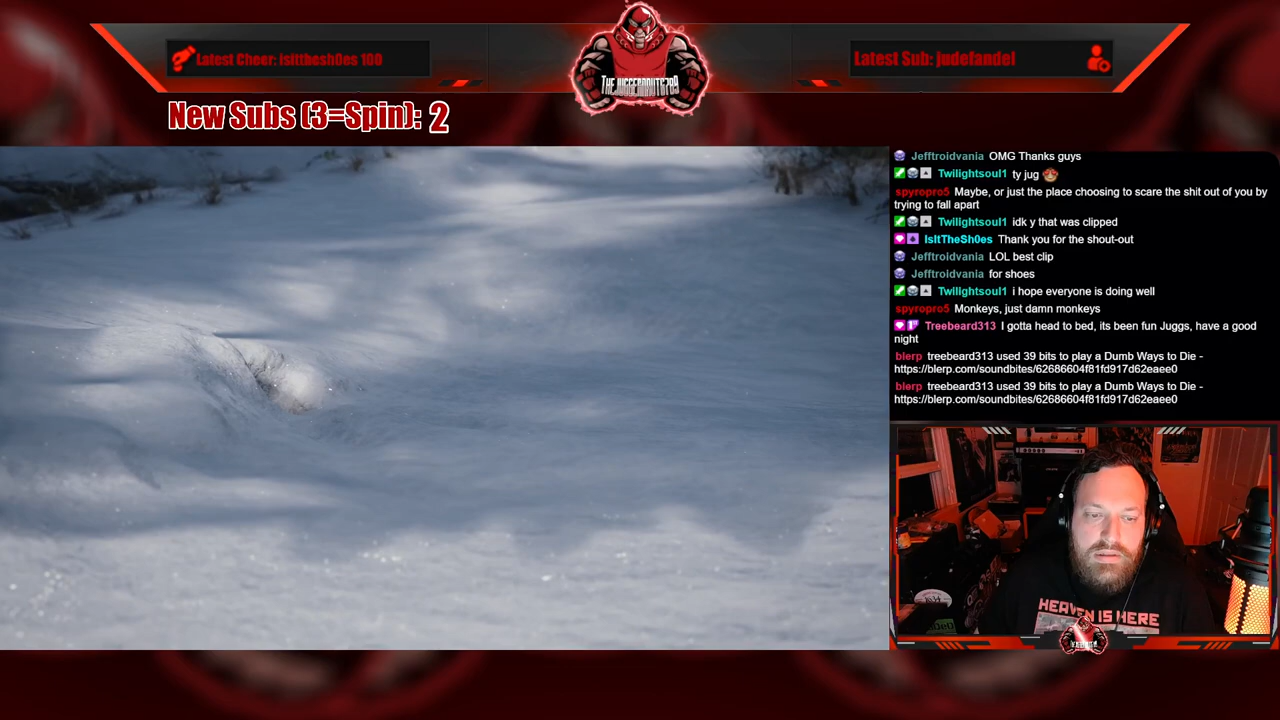 Latest Cheer: IsItTheSh0es 100
Latest Sub: judefandel
THEJUGGERNAUT6789
New Subs (3=Spin): 2
Jefftroidvania OMG Thanks guys
Twilightsoul1 ty jug
spyropro5 Maybe, or just the place choosing to scare the shit out of you by
trying to fall apart
Twilightsoul1 idk y that was clipped
IsItTheSh0es Thank you for the shout-out
Jefftroidvania LOL best clip
Jefftroidvania for shoes
Twilightsoul1 i hope everyone is doing well
spyropro5 Monkeys, just damn monkeys
Treebeard313 I gotta head to bed, its been fun Juggs, have a good
night
blerp treebeard313 used 39 bits to play a Dumb Ways to Die -
https://blerp.com/soundbites/62686604f81fd917d62eaee0
blerp treebeard313 used 39 bits to play a Dumb Ways to Die -
https://blerp.com/soundbites/62686604f81fd917d62eaee0
HEAVEN IS HERE